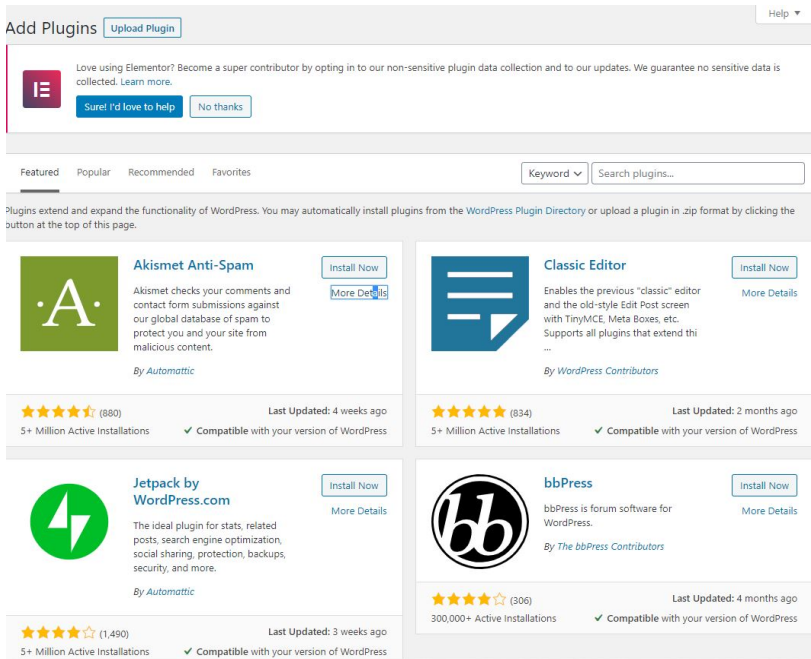 Help ▼
Add Plugins Upload Plugin
Love using Elementor? Become a super contributor by opting in to our non-sensitive plugin data collection and to our updates. We guarantee no sensitive data is
collected. Learn more.
Sure! I'd love to help No thanks
Featured Popular Recommended Favorites Keyword Search plugins...
Plugins extend and expand the functionality of WordPress. You may automatically install plugins from the WordPress Plugin Directory or upload a plugin in .zip format by clicking the
button at the top of this page.
·A·
Akismet Anti-Spam
Install Now
More Details
Akismet checks your comments and
contact form submissions against
our global database of spam to
protect you and your site from
malicious content.
By Automattic
(880)
Last Updated: 4 weeks ago
5+ Million Active Installations
✓ Compatible with your version of WordPress
Classic Editor
Install Now
More Details
Enables the previous "classic" editor
and the old-style Edit Post screen
with TinyMCE, Meta Boxes, etc.
Supports all plugins that extend thi
...
By WordPress Contributors
(834)
Last Updated: 2 months ago
5+ Million Active Installations
✓ Compatible with your version of WordPress
Jetpack by
WordPress.com
Install Now
More Details
The ideal plugin for stats, related
posts, search engine optimization,
social sharing, protection, backups,
security, and more.
By Automattic
(1,490)
Last Updated: 3 weeks ago
5+ Million Active Installations
✓ Compatible with your version of WordPress
bb
bbPress
Install Now
More Details
bbPress is forum software for
WordPress.
By The bbPress Contributors
(306)
Last Updated: 4 months ago
300,000+ Active Installations
✓ Compatible with your version of WordPress